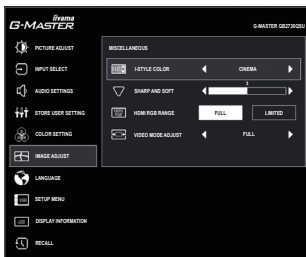 iiyama
G-MASTER
G-MASTER GB2730QSU
PICTURE ADJUST
INPUT SELECT
AUDIO SETTINGS
STORE USER SETTING
COLOR SETTING
IMAGE ADJUST
LANGUAGE
SETUP MENU
DISPLAY INFORMATION
RECALL
MISCELLANEOUS
I-STYLE COLOR CINEMA
SHARP AND SOFT 3
HDMI RGB RANGE FULL LIMITED
VIDEO MODE ADJUST FULL